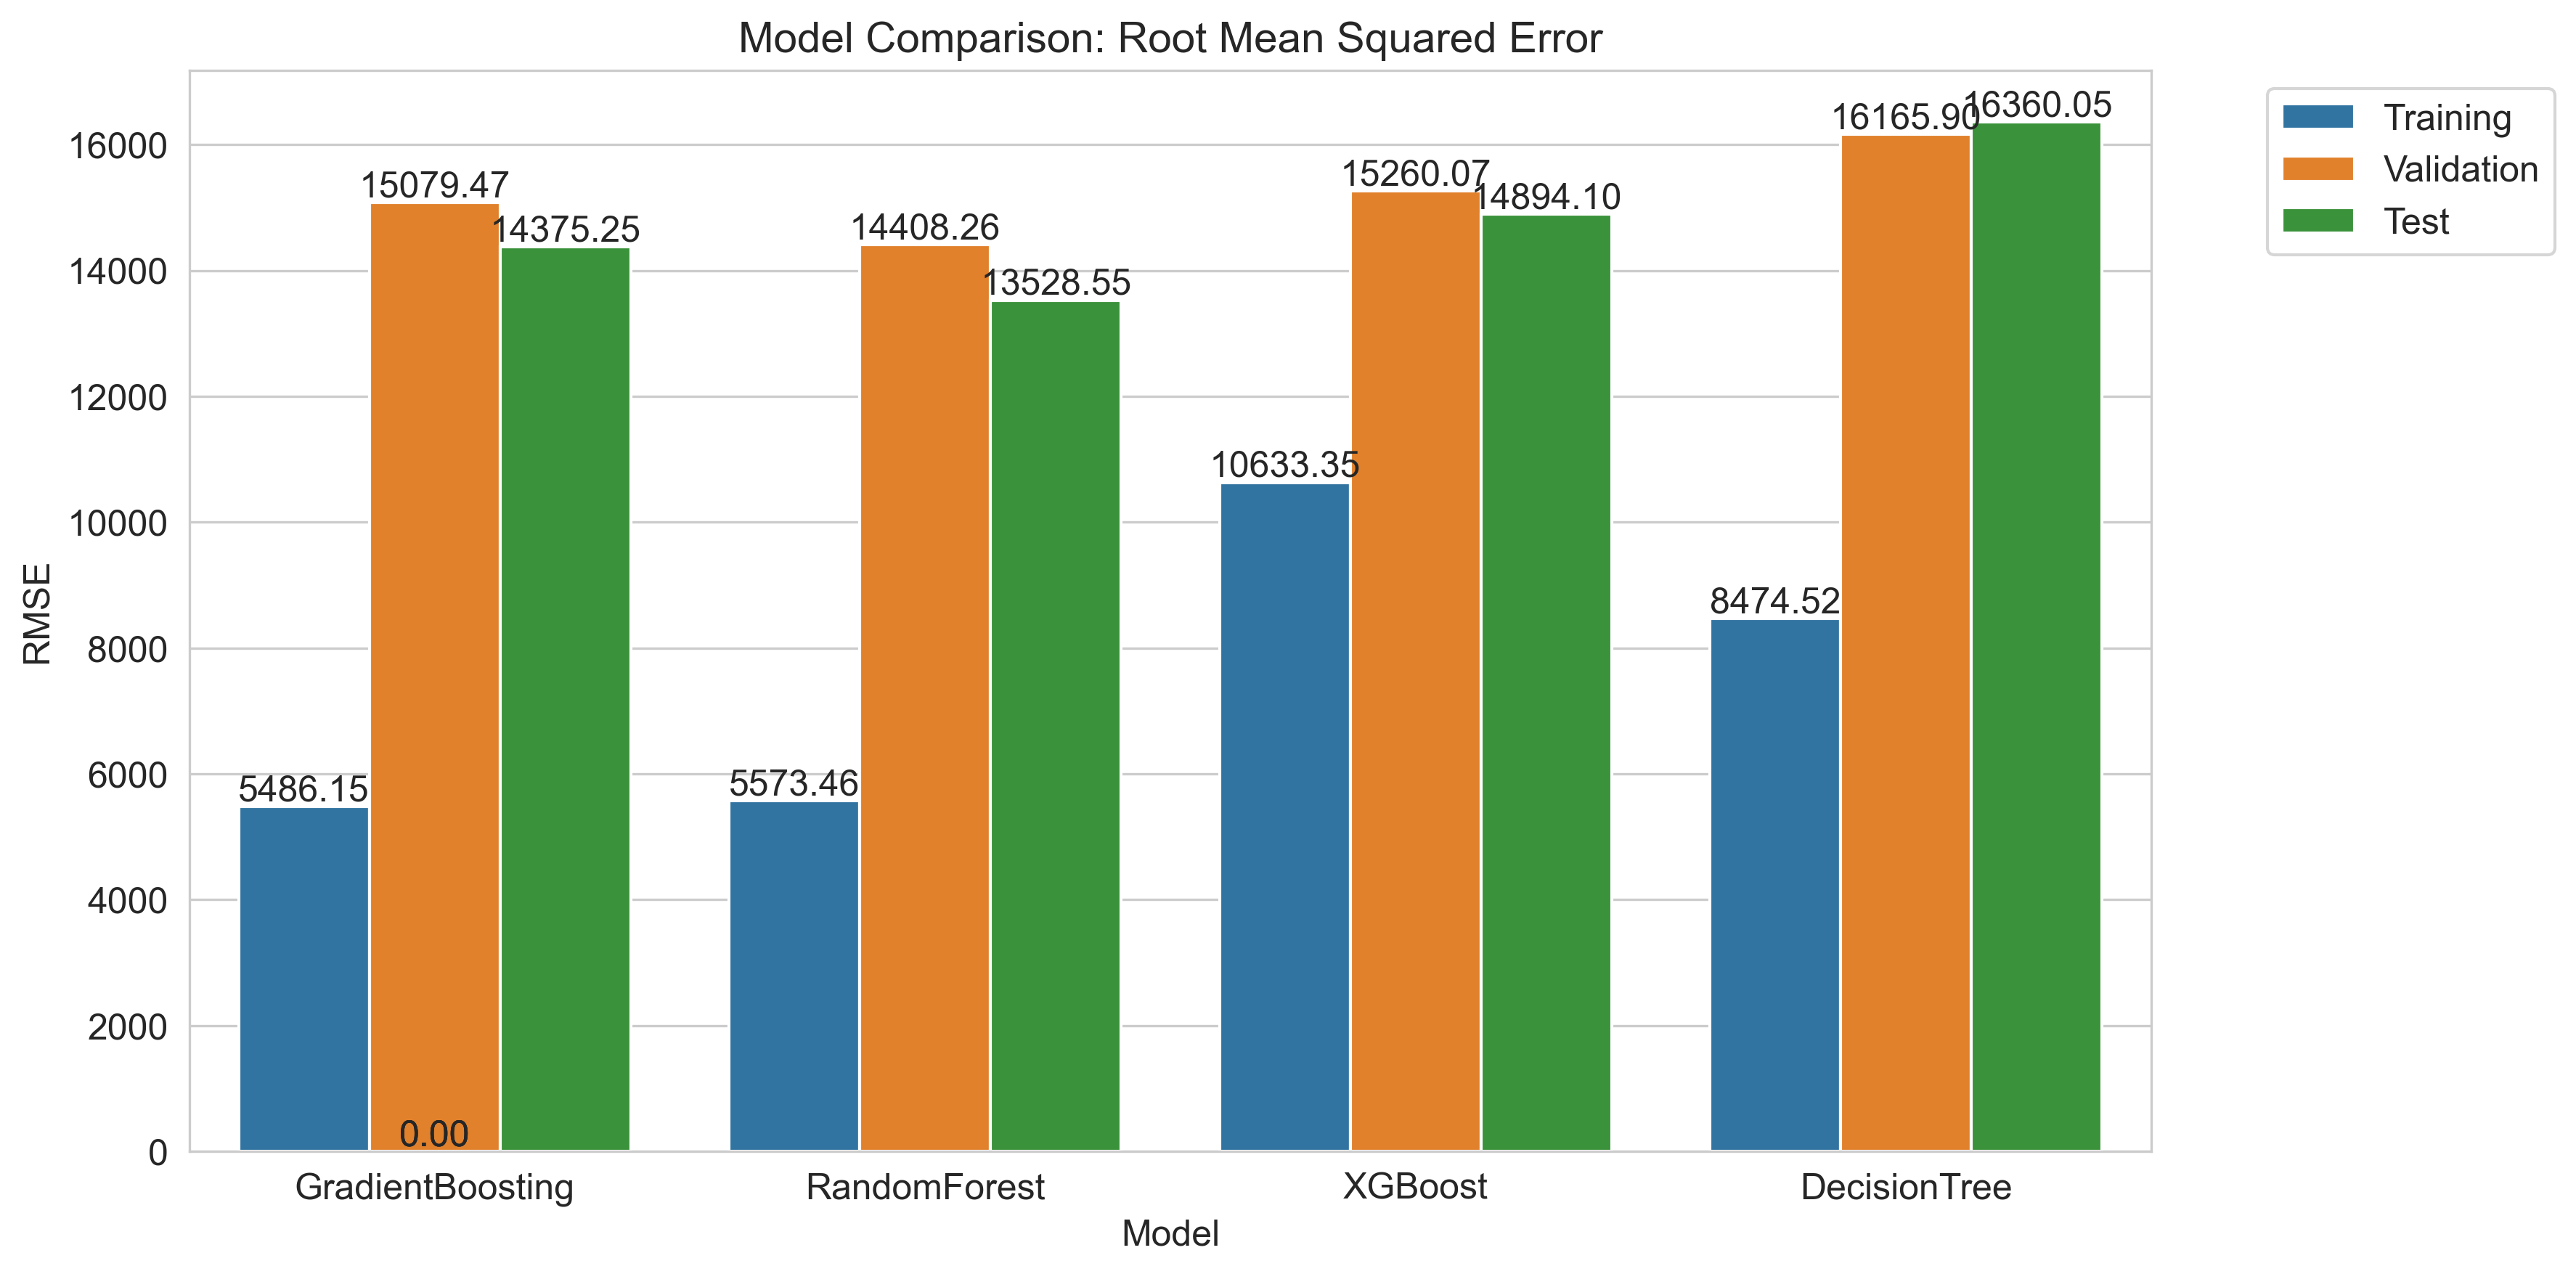 Model Comparison: Root Mean Squared Error
RMSE
16000
14000
12000
10000
8000
6000
4000
2000
0
5486.15
15079.47
14375.25
0.00
5573.46
14408.26
13528.55
10633.35
15260.07
14894.10
8474.52
16165.90
16360.05
GradientBoosting
RandomForest
XGBoost
DecisionTree
Model
Training
Validation
Test